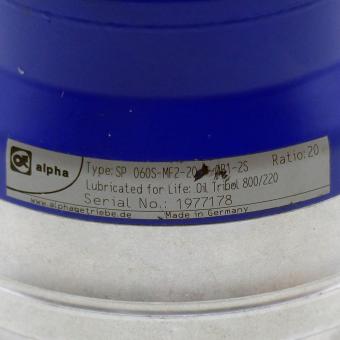 alpha
Type: SP 060S-MF2-20 -2S Ratio: 20
Lubricated for Life: Oil Tribol 800/220
Serial No.: 1977178
www.alphagetriebe.de Made in Germany